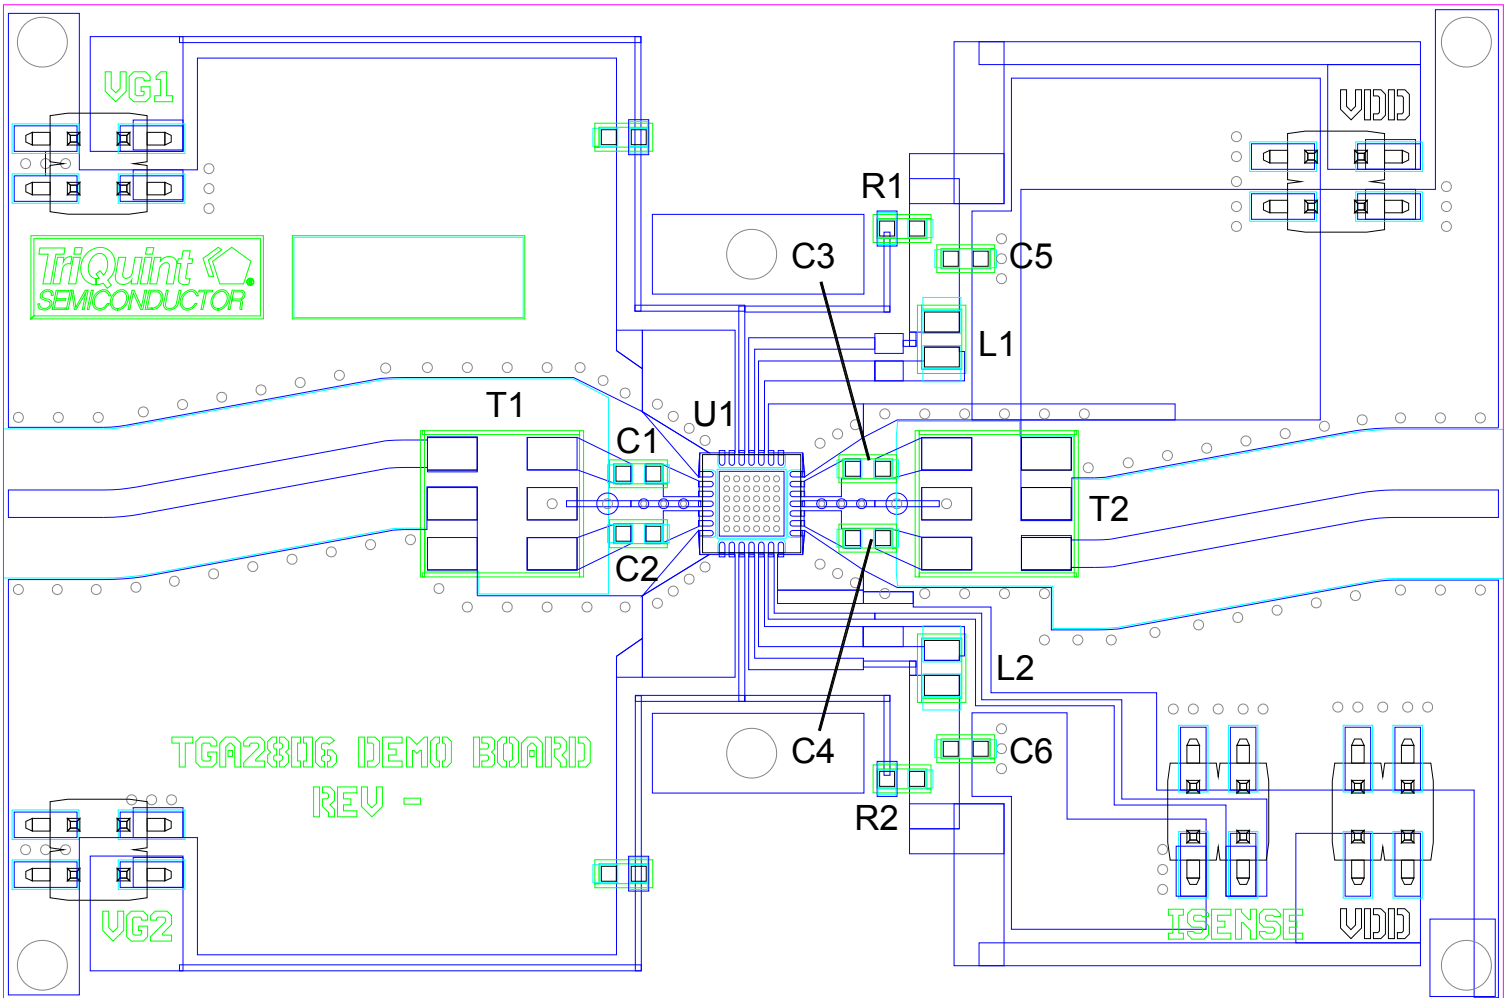 VG1
VDD
R1
TriQuint
SEMICONDUCTOR
C3
C5
L1
T1
U1
C1
T2
C2
L2
TGA2806 DEMO BOARD
C4
C6
REV -
R2
VG2
ISENSE
VDD